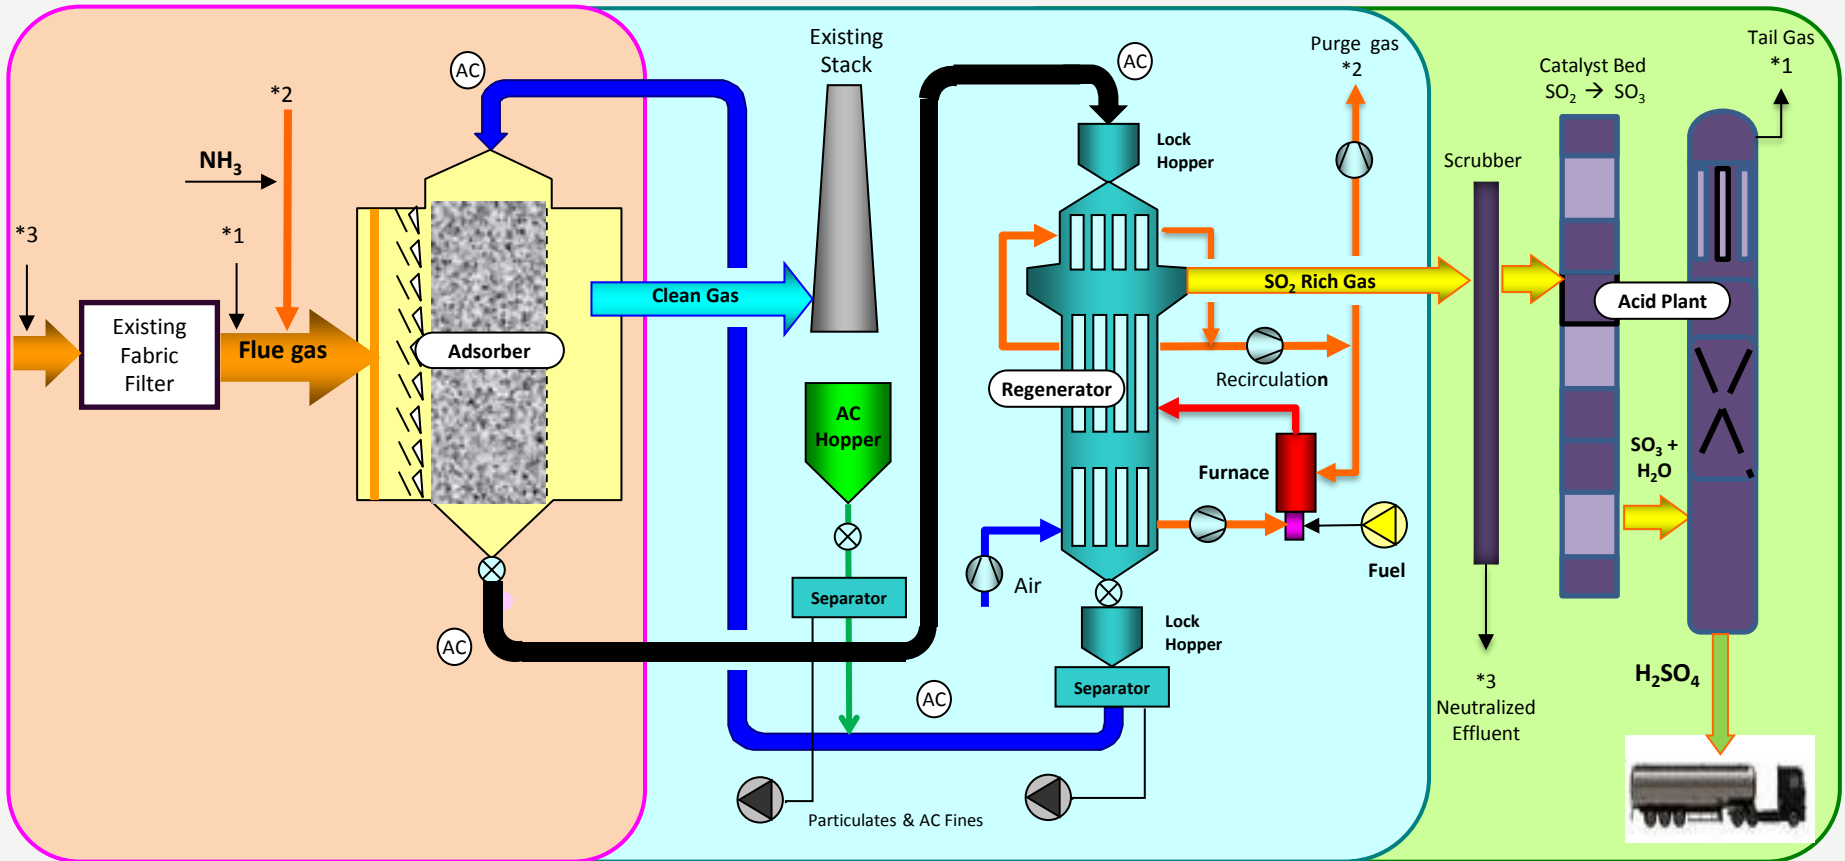 AC
*2
NH₃
*3
*1
Existing
Fabric
Filter
Flue gas
Adsorber
AC
Existing
Stack
Clean Gas
AC
Hopper
Separator
AC
Particulates & AC Fines
AC
Lock
Hopper
Purge gas
*2
SO₂ Rich Gas
Recirculation
Regenerator
Furnace
Fuel
Air
Lock
Hopper
Separator
Scrubber
*3
Neutralized
Effluent
Catalyst Bed
SO₂ → SO₃
Tail Gas
*1
Acid Plant
SO₃ +
H₂O
H₂SO₄